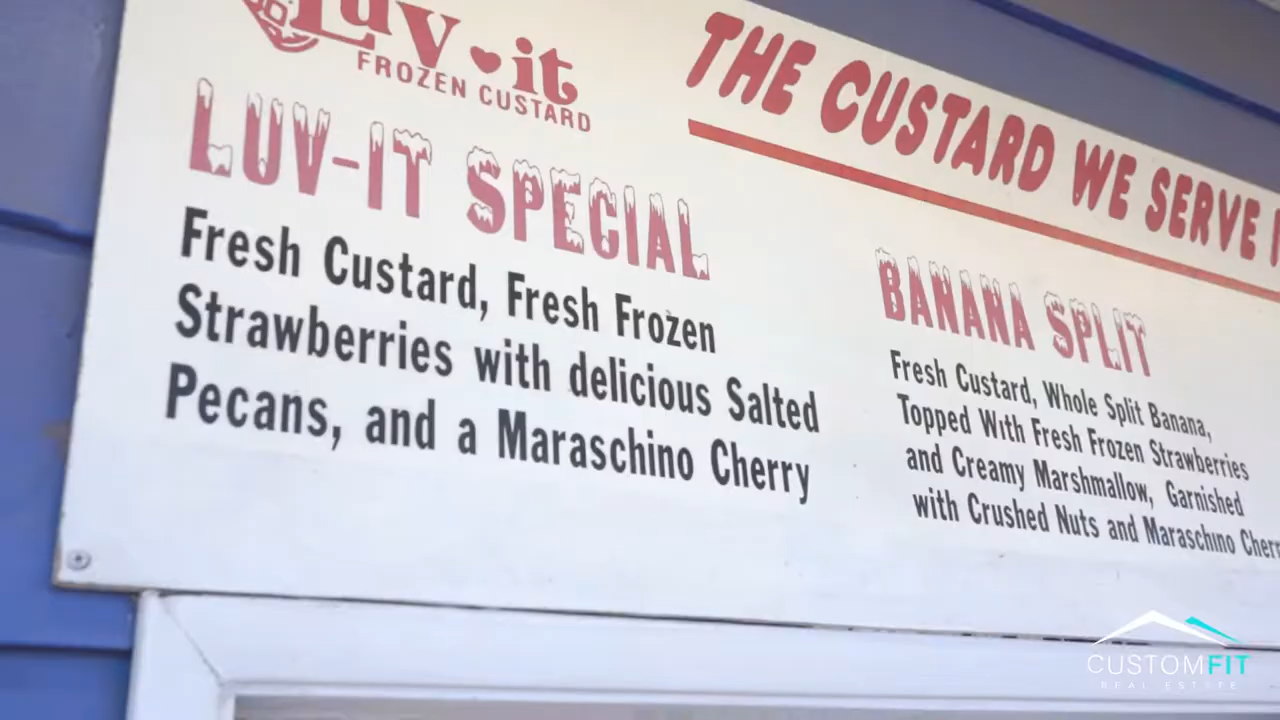 Luv-it
FROZEN CUSTARD
THE CUSTARD WE SERVE
LUV-IT SPECIAL
Fresh Custard, Fresh Frozen
Strawberries with delicious Salted
Pecans, and a Maraschino Cherry
BANANA SPLIT
Fresh Custard, Whole Split Banana,
Topped With Fresh Frozen Strawberries
and Creamy Marshmallow, Garnished
with Crushed Nuts and Maraschino
CUSTOMFIT
REAL ESTATE